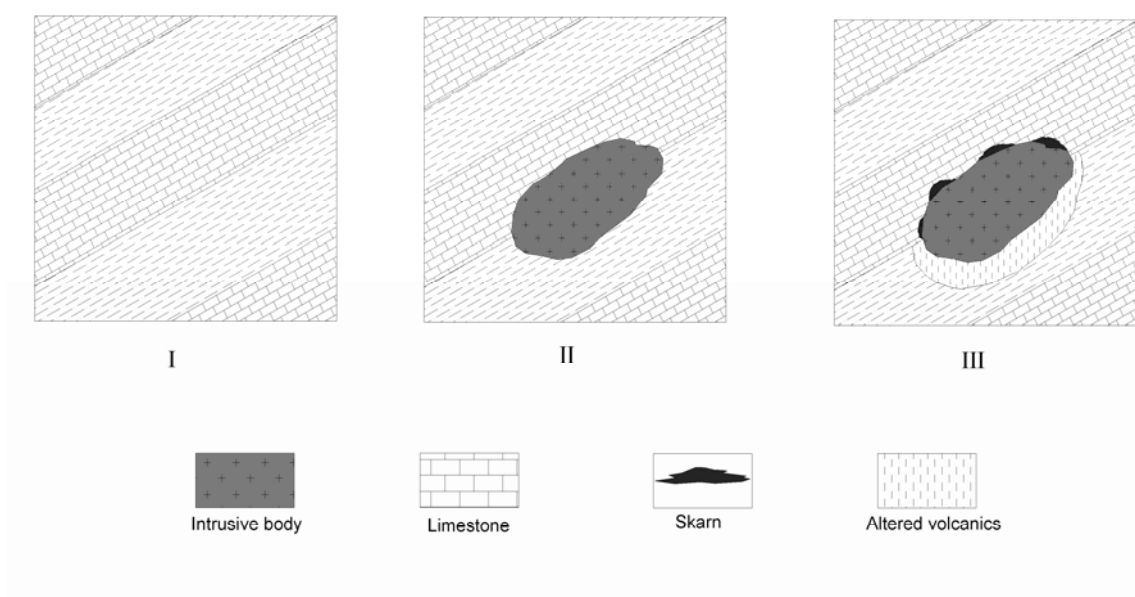 I
II
III
Intrusive body
Limestone
Skarn
Altered volcanics